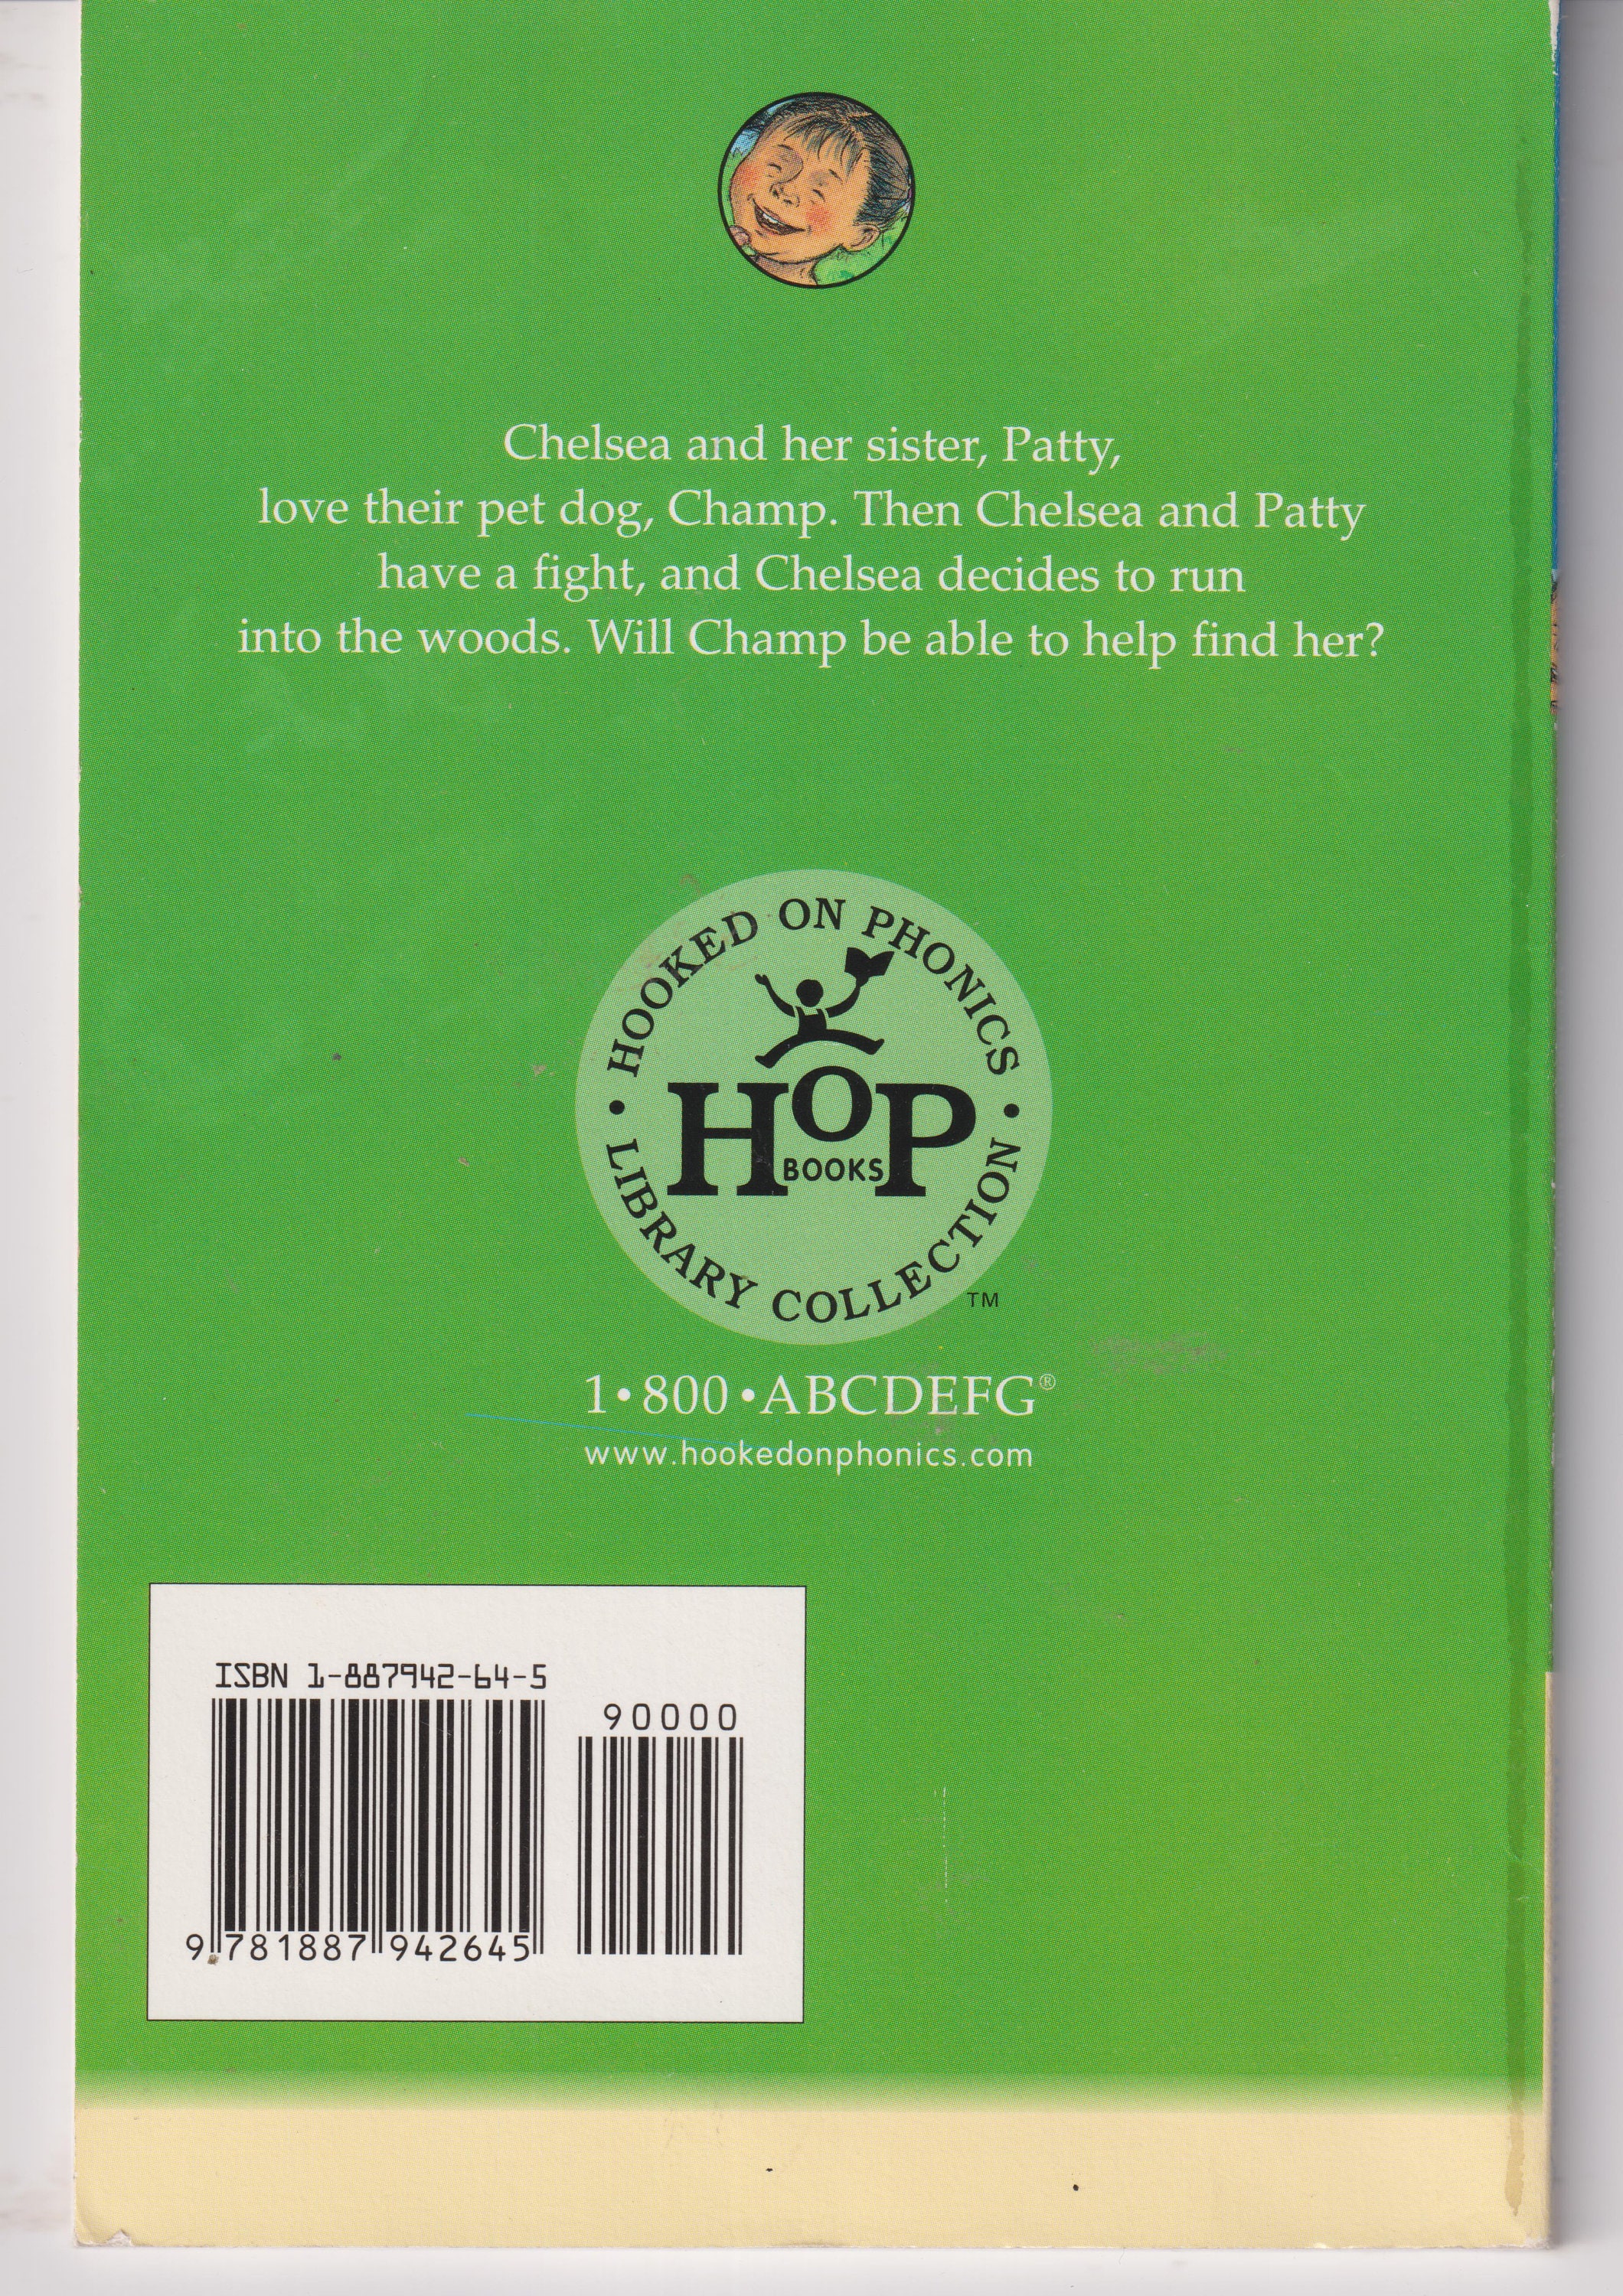 Chelsea and her sister, Patty,
love their pet dog, Champ. Then Chelsea and Patty
have a fight, and Chelsea decides to run
into the woods. Will Champ be able to help find her?
• HOOKED ON PHONICS •
HOP
BOOKS
LIBRARY COLLECTION
TM
1•800•ABCDEFG®
www.hookedonphonics.com
ISBN 1-887942-64-5
90000
9 781887 942645